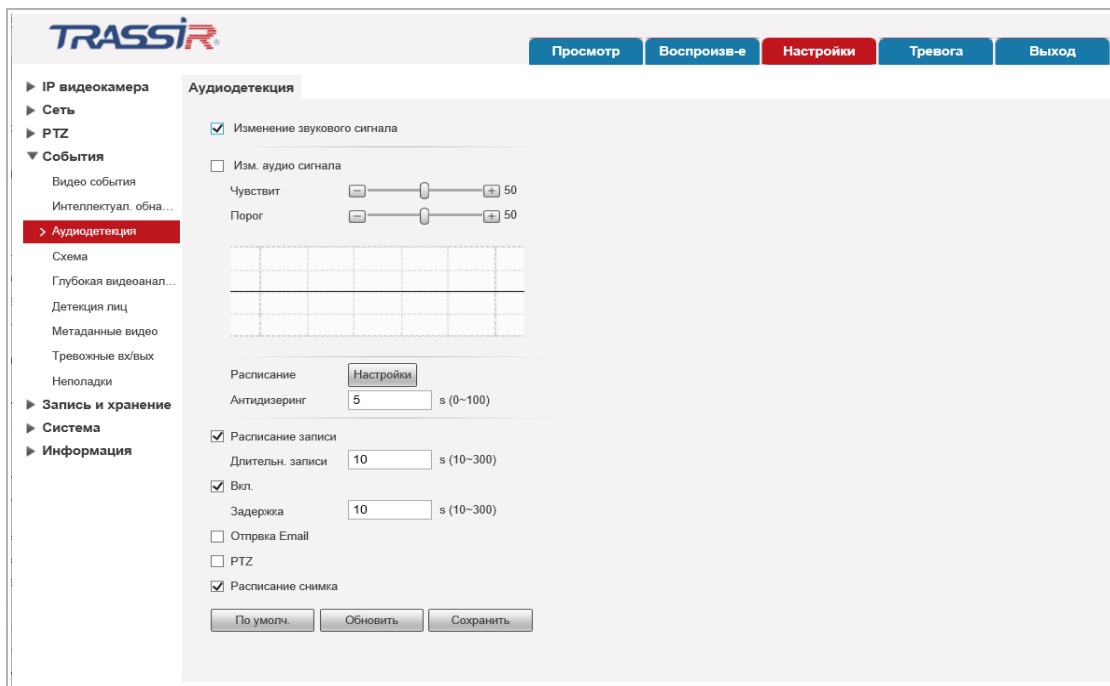 TRASSIR
Просмотр Воспроизв-е Настройки Тревога Выход
IP видеокамера
Сеть
PTZ
События
Видео события
Интеллектуал. обна...
Аудиодетекция
Схема
Глубокая видеоанал...
Детекция лиц
Метаданные видео
Тревожные вх/вых
Неполадки
Запись и хранение
Система
Информация
Аудиодетекция
Изменение звукового сигнала
Изм. аудио сигнала
Чувствит 50
Порог 50
Расписание Настройки
Антидизеринг 5 s (0~100)
Расписание записи
Длительн. записи 10 s (10~300)
Вкл.
Задержка 10 s (10~300)
Отпрвка Email
PTZ
Расписание снимка
По умолч. Обновить Сохранить